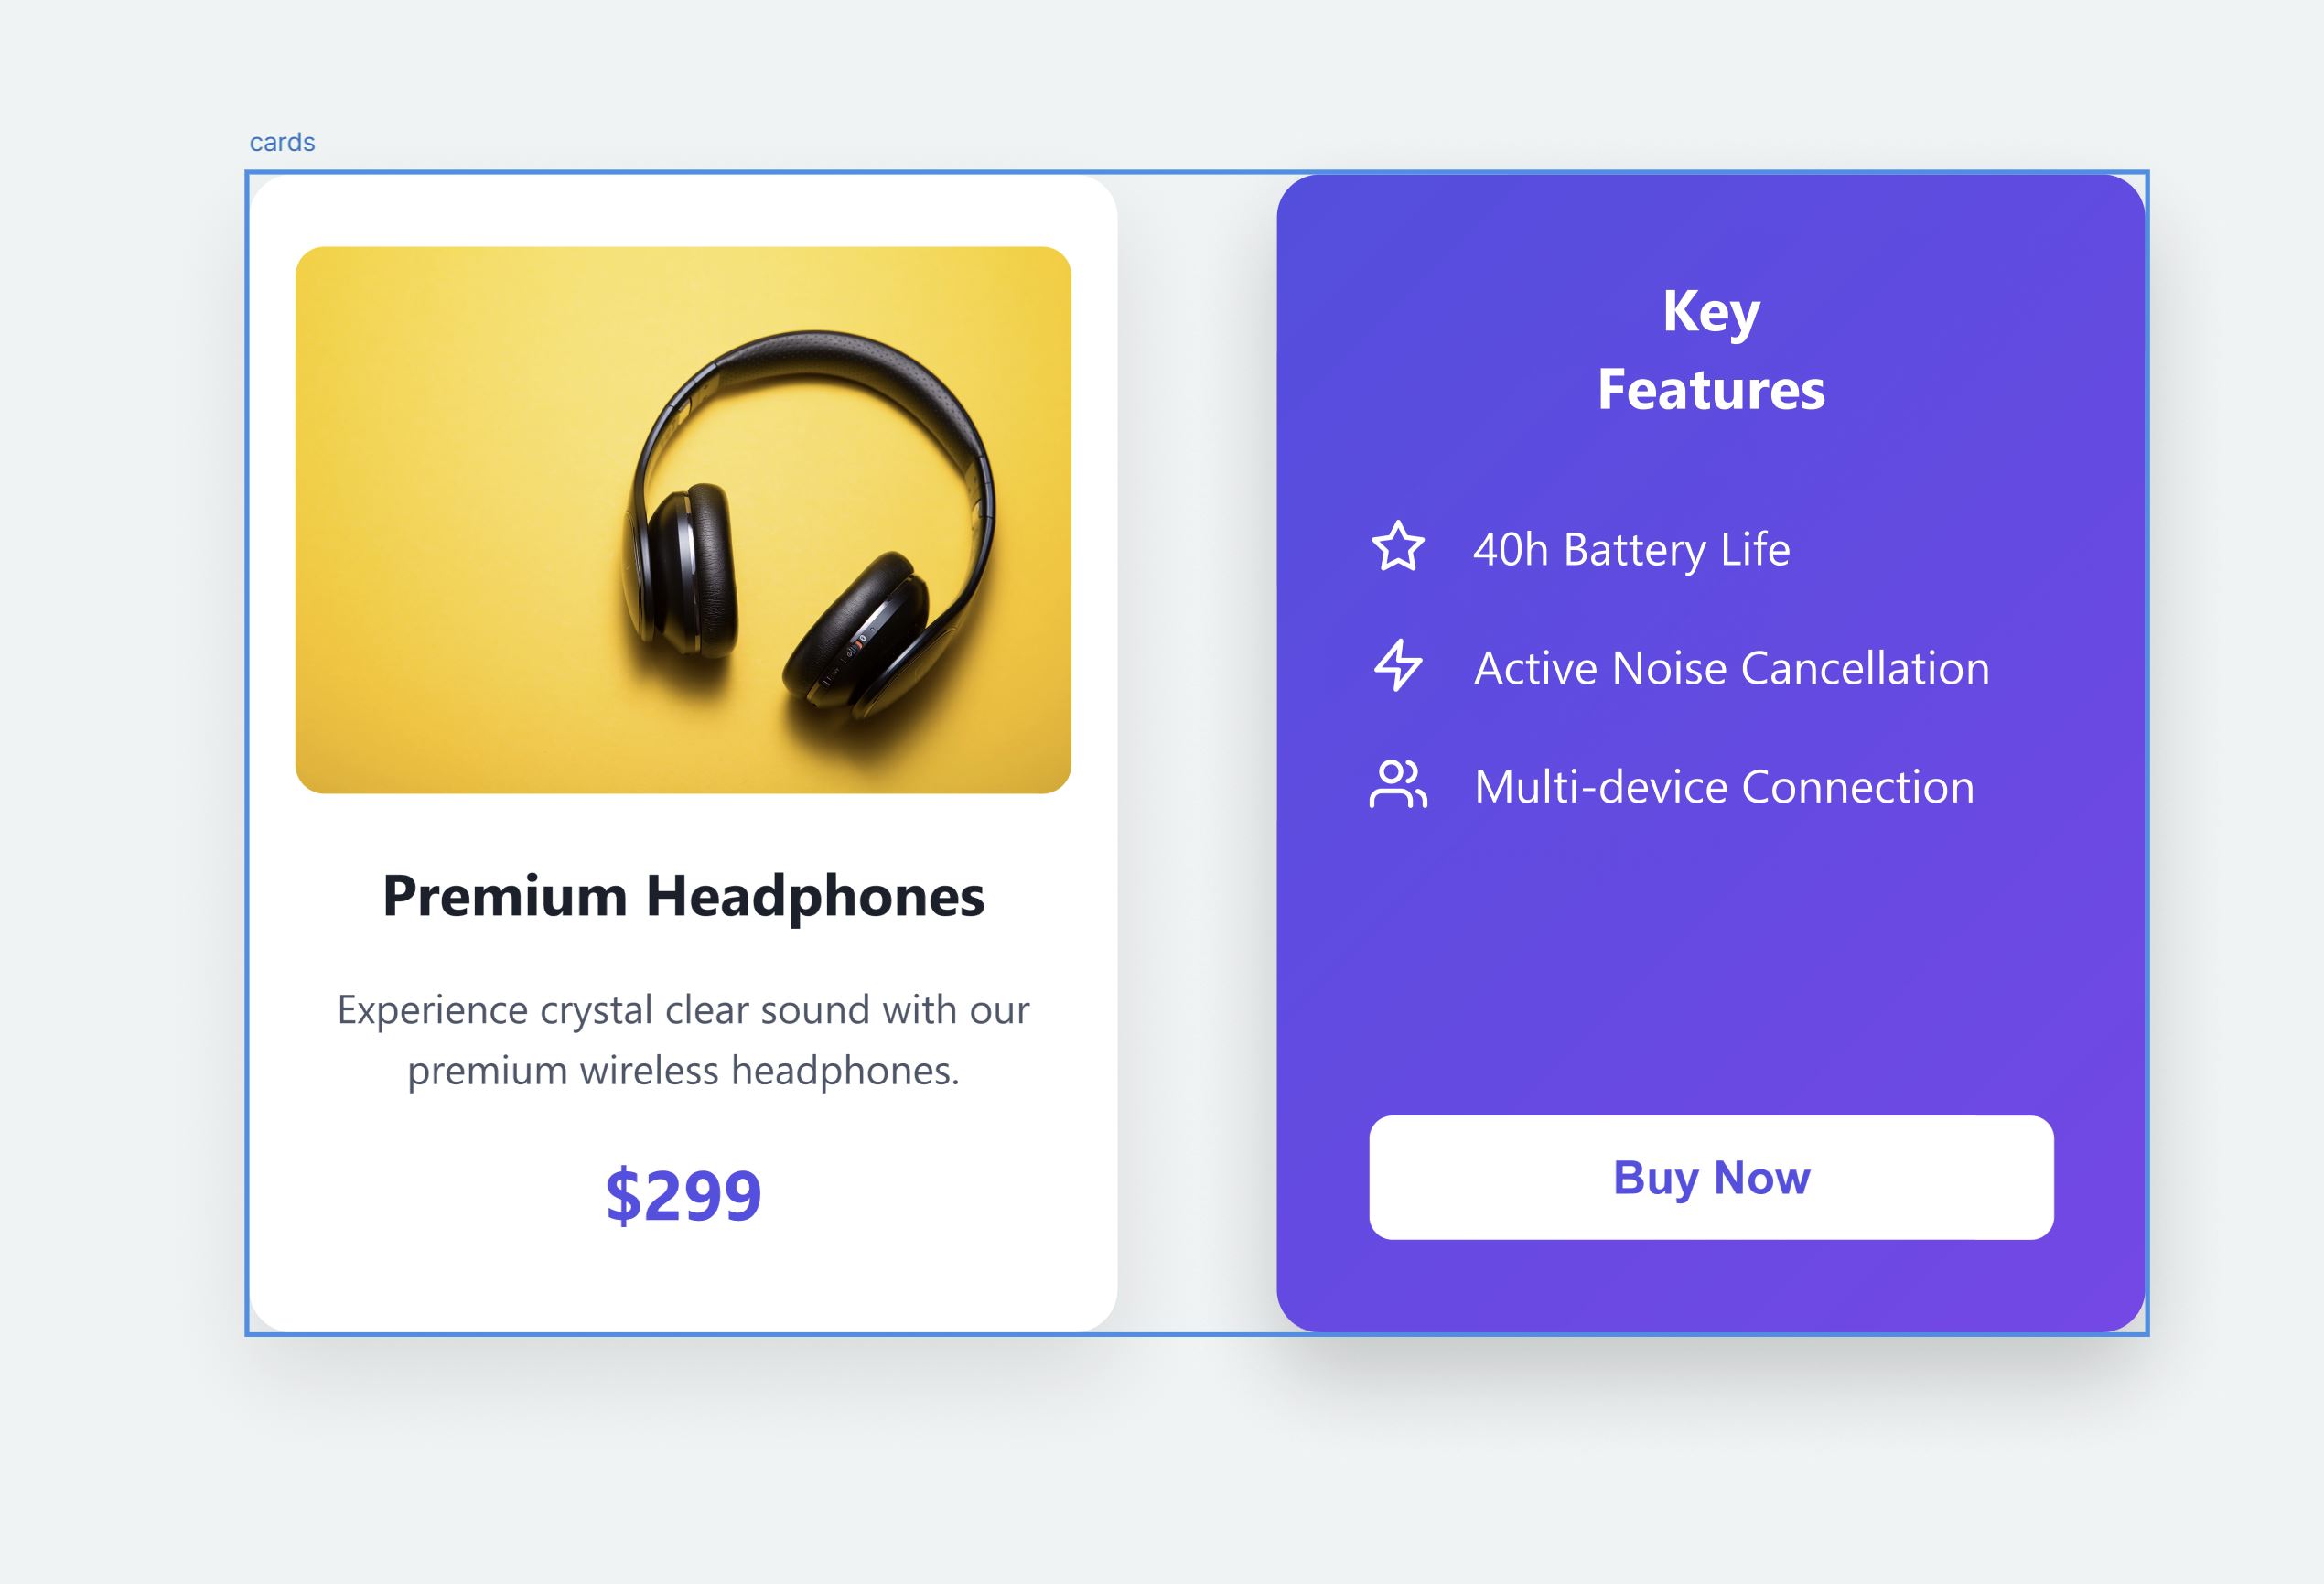 cards
Premium Headphones
Experience crystal clear sound with our
premium wireless headphones.
$299
Key
Features
40h Battery Life
Active Noise Cancellation
Multi-device Connection
Buy Now